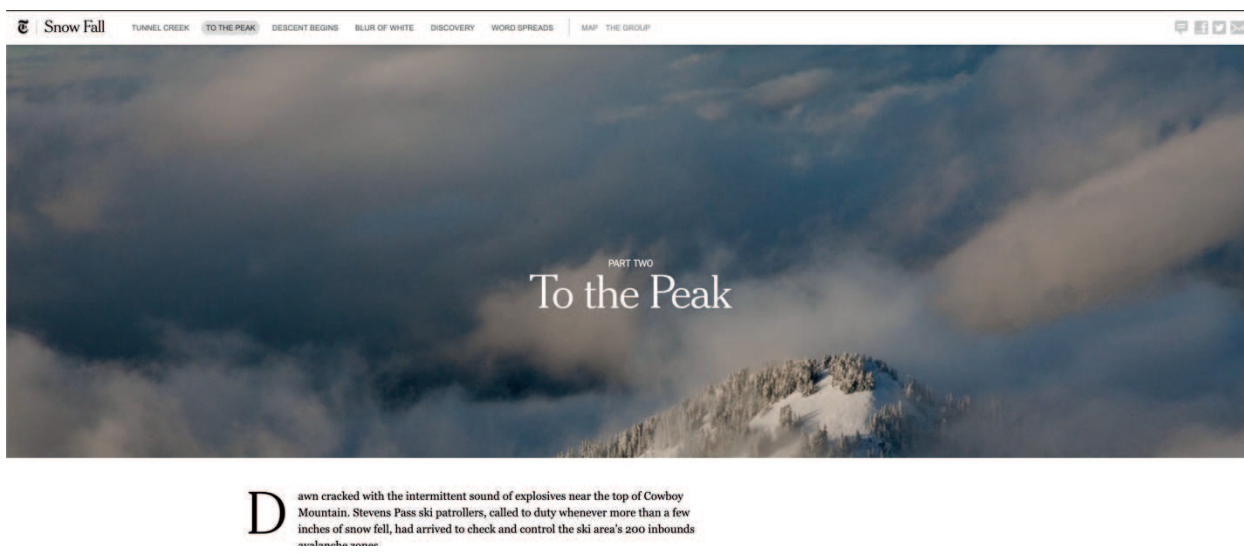 Snow Fall
TUNNEL CREEK TO THE PEAK DESCENT BEGINS BLUR OF WHITE DISCOVERY WORD SPREADS MAP THE GROUP
PART TWO
To the Peak
Dawn cracked with the intermittent sound of explosives near the top of Cowboy
Mountain. Stevens Pass ski patrollers, called to duty whenever more than a few
inches of snow fell, had arrived to check and control the ski area's 200 inbounds
avalanche zones.